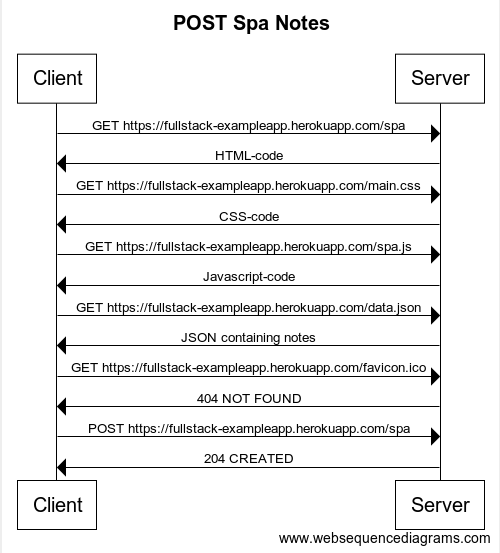 POST Spa Notes
Client Server
GET https://fullstack-exampleapp.herokuapp.com/spa
HTML-code
GET https://fullstack-exampleapp.herokuapp.com/main.css
CSS-code
GET https://fullstack-exampleapp.herokuapp.com/spa.js
Javascript-code
GET https://fullstack-exampleapp.herokuapp.com/data.json
JSON containing notes
GET https://fullstack-exampleapp.herokuapp.com/favicon.ico
404 NOT FOUND
POST https://fullstack-exampleapp.herokuapp.com/spa
204 CREATED
Client Server
www.websequencediagrams.com